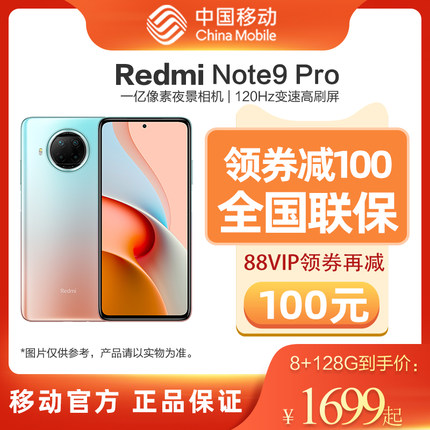 中国移动
China Mobile
Redmi Note9 Pro
一亿像素夜景相机 | 120Hz变速高刷屏
领券减100
全国联保
88VIP领券再减
100元
Redmi
*图片仅供参考，产品请以实物为准。
8+128G到手价:
移动官方 正品保证
¥1699起